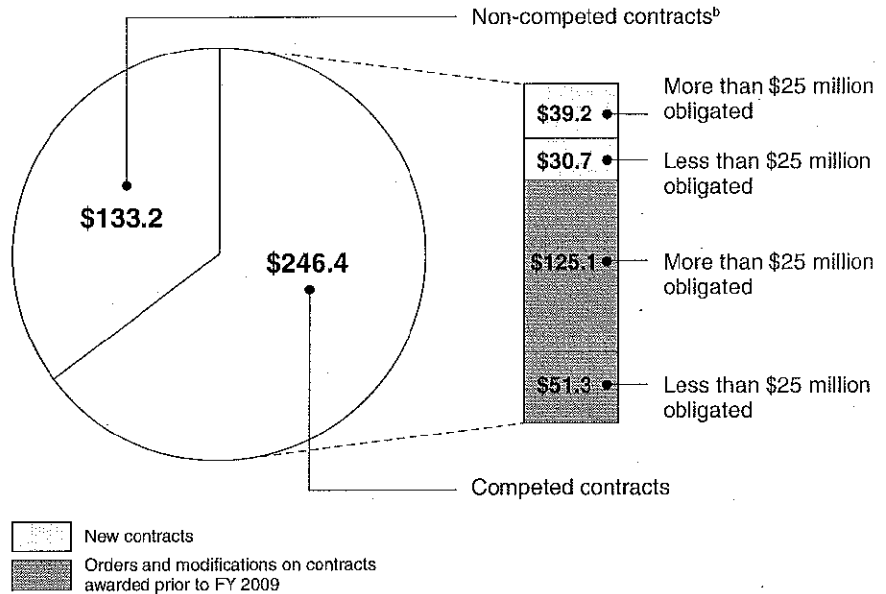 Non-competed contractsᵇ
More than $25 million
obligated
$39.2
$30.7
Less than $25 million
obligated
$133.2
$246.4
$125.1
More than $25 million
obligated
$51.3
Less than $25 million
obligated
Competed contracts
New contracts
Orders and modifications on contracts
awarded prior to FY 2009